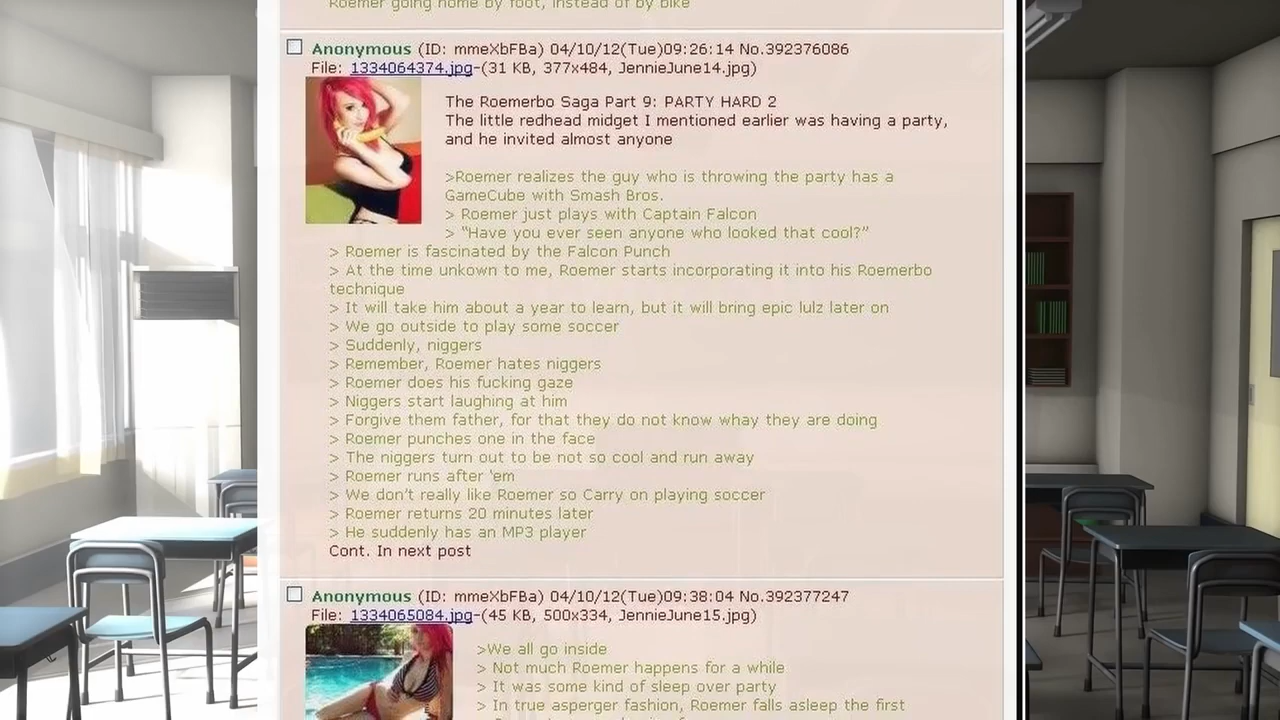 Roemer going home by foot, instead of by bike
Anonymous (ID: mmeXbFBa) 04/10/12(Tue)09:26:14 No.392376086
File: 1334064374.jpg-(31 KB, 377x484, JennieJune14.jpg)
The Roemerbo Saga Part 9: PARTY HARD 2
The little redhead midget I mentioned earlier was having a party,
and he invited almost anyone
>Roemer realizes the guy who is throwing the party has a
GameCube with Smash Bros.
> Roemer just plays with Captain Falcon
> “Have you ever seen anyone who looked that cool?”
> Roemer is fascinated by the Falcon Punch
> At the time unkown to me, Roemer starts incorporating it into his Roemerbo
technique
> It will take him about a year to learn, but it will bring epic lulz later on
> We go outside to play some soccer
> Suddenly, niggers
> Remember, Roemer hates niggers
> Roemer does his fucking gaze
> Niggers start laughing at him
> Forgive them father, for that they do not know whay they are doing
> Roemer punches one in the face
> The niggers turn out to be not so cool and run away
> Roemer runs after 'em
> We don't really like Roemer so Carry on playing soccer
> Roemer returns 20 minutes later
> He suddenly has an MP3 player
Cont. In next post
Anonymous (ID: mmeXbFBa) 04/10/12(Tue)09:38:04 No.392377247
File: 1334065084.jpg-(45 KB, 500x334, JennieJune15.jpg)
>We all go inside
> Not much Roemer happens for a while
> It was some kind of sleep over party
> In true asperger fashion, Roemer falls asleep the first